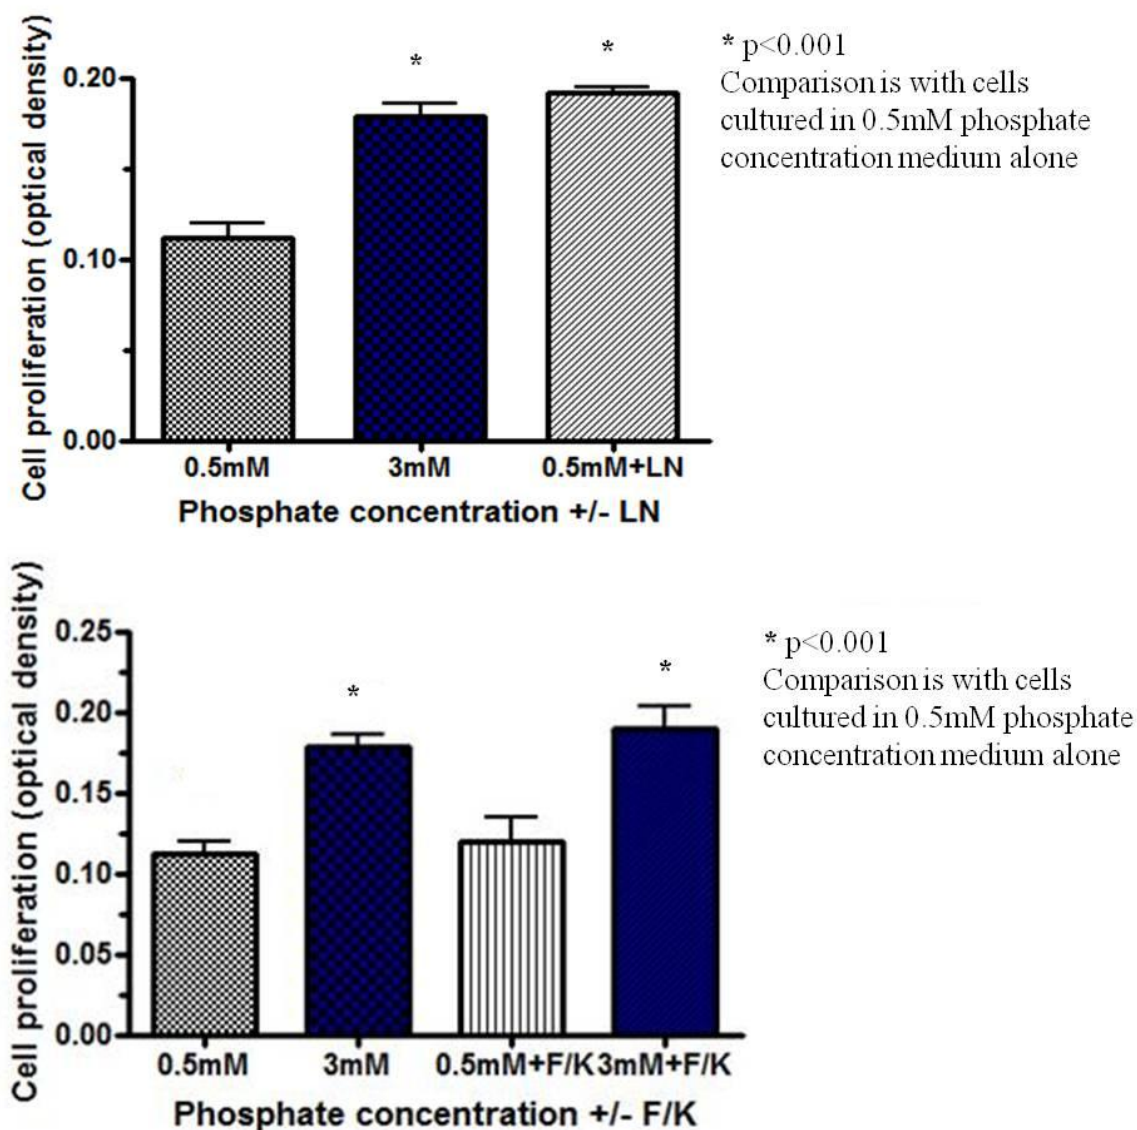 Cell proliferation (optical density)
0.20
0.10
0.00
*
*
0.5mM
3mM
0.5mM+LN
Phosphate concentration +/- LN
* p<0.001
Comparison is with cells
cultured in 0.5mM phosphate
concentration medium alone
Cell proliferation (optical density)
0.25
0.20
0.15
0.10
0.05
0.00
*
*
0.5mM
3mM
0.5mM+F/K
3mM+F/K
Phosphate concentration +/- F/K
* p<0.001
Comparison is with cells
cultured in 0.5mM phosphate
concentration medium alone